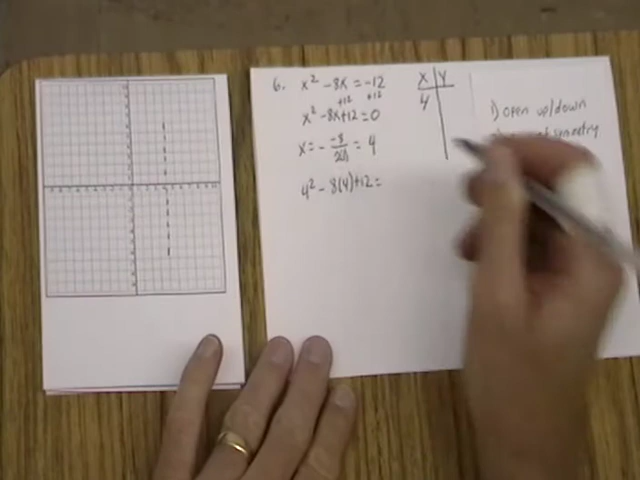 6. x² - 8x = -12
+12 +12
x² - 8x + 12 = 0
x = - -8/2(1) = 4
4² - 8(4) + 12 =
X Y
4
1) open up/down